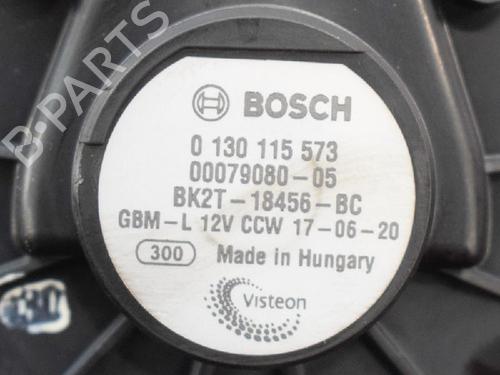 BOSCH
0 130 115 573
00079080-05
BK2T-18456-BC
GBM-L 12V CCW 17-06-20
300 Made in Hungary
Visteon
B-PARTS